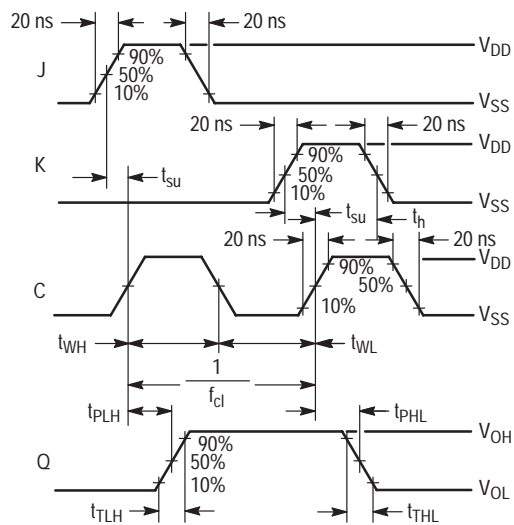 20 ns 20 ns
J 90% V_DD
50%
10% V_SS
20 ns 20 ns
K 90% V_DD
50%
10% V_SS
t_su t_su t_h
20 ns 20 ns
C 90% V_DD
50%
10% V_SS
t_WH t_WL
1
f_cl
t_PLH t_PHL
Q 90% V_OH
50%
10% V_OL
t_TLH t_THL